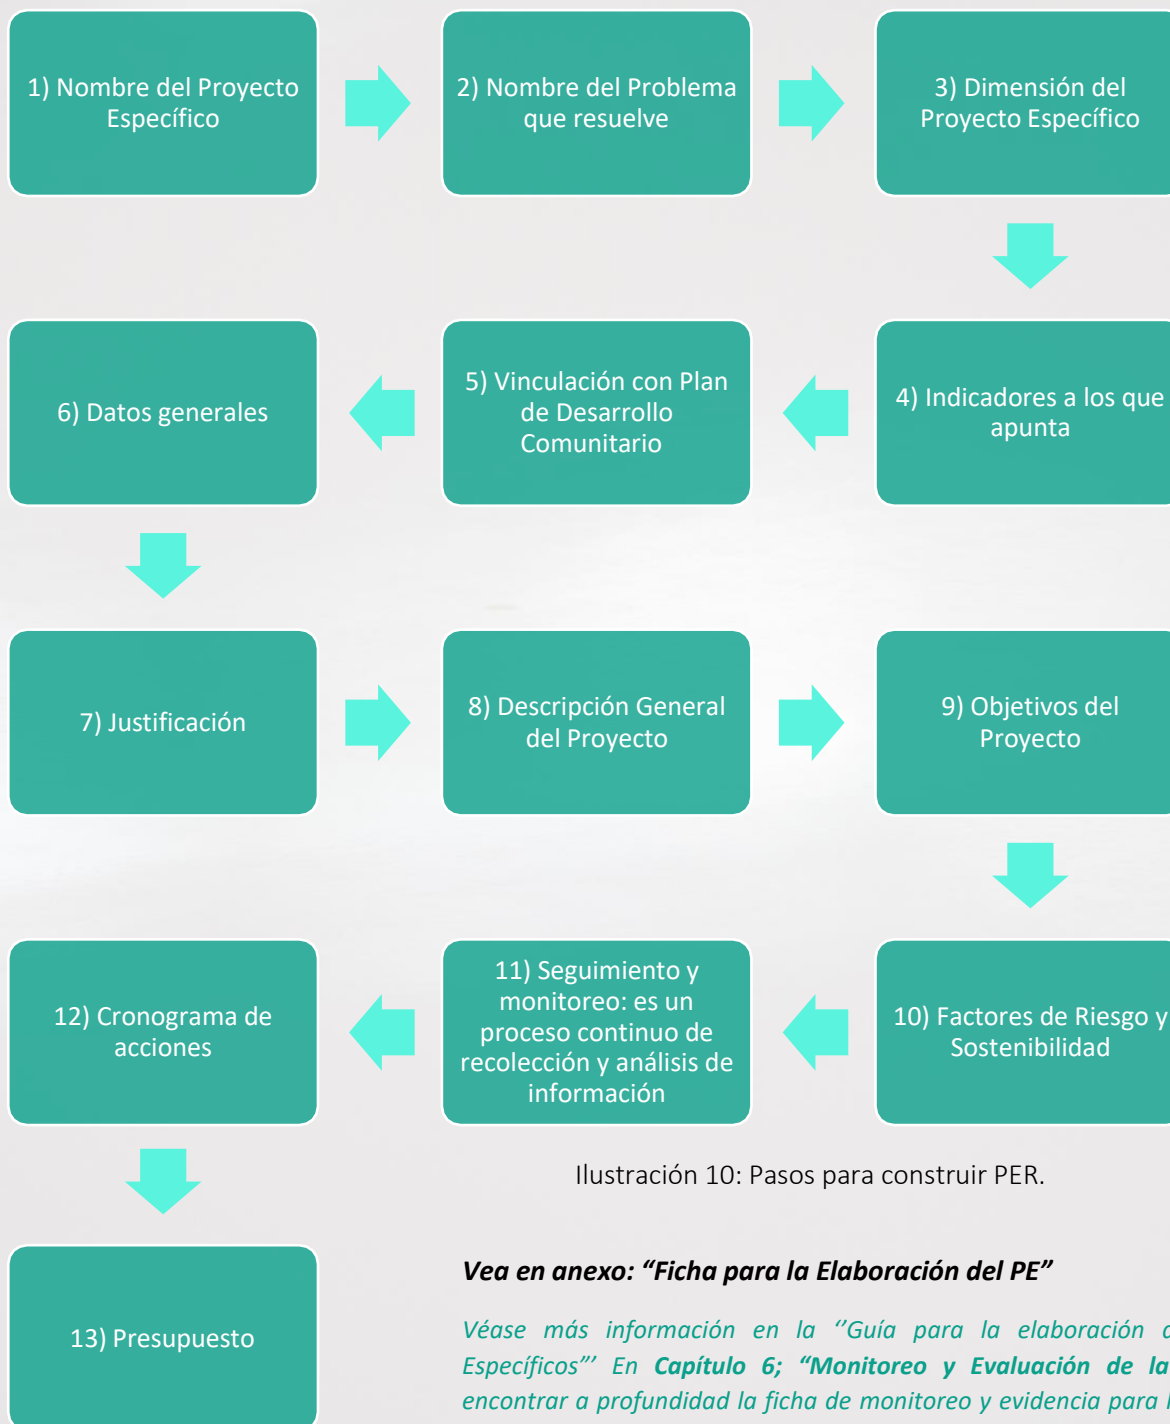 1) Nombre del Proyecto
Específico
2) Nombre del Problema
que resuelve
3) Dimensión del
Proyecto Específico
4) Indicadores a los que
apunta
5) Vinculación con Plan
de Desarrollo
Comunitario
6) Datos generales
7) Justificación
8) Descripción General
del Proyecto
9) Objetivos del
Proyecto
10) Factores de Riesgo y
Sostenibilidad
11) Seguimiento y
monitoreo: es un
proceso continuo de
recolección y análisis de
información
12) Cronograma de
acciones
13) Presupuesto
Ilustración 10: Pasos para construir PER.
Vea en anexo: “Ficha para la Elaboración del PE”
Véase más información en la ‘’Guía para la elaboración
Específicos”’ En Capítulo 6; “Monitoreo y Evaluación de la
encontrar a profundidad la ficha de monitoreo y evidencia para